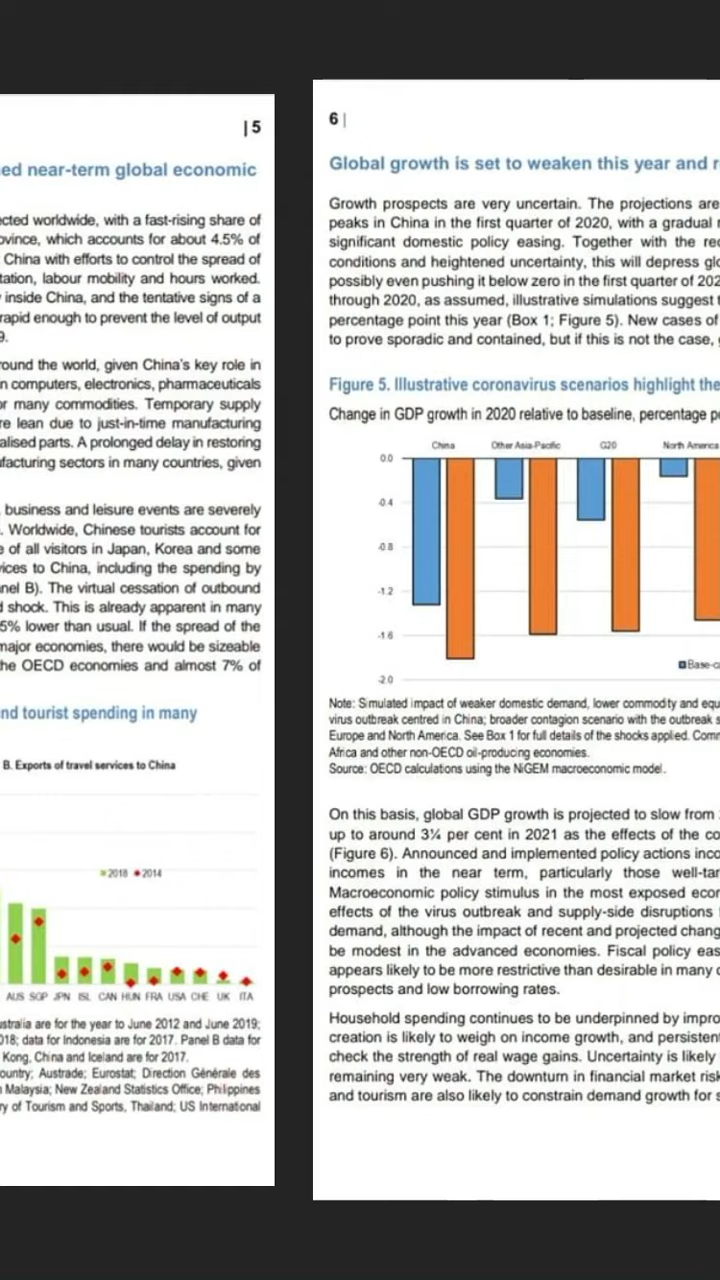 | 5
ed near-term global economic
ected worldwide, with a fast-rising share of
ovince, which accounts for about 4.5% of
China with efforts to control the spread of
tation, labour mobility and hours worked.
inside China, and the tentative signs of a
rapid enough to prevent the level of output
9.
round the world, given China's key role in
n computers, electronics, pharmaceuticals
or many commodities. Temporary supply
re lean due to just-in-time manufacturing
alised parts. A prolonged delay in restoring
ufacturing sectors in many countries, given
business and leisure events are severely
. Worldwide, Chinese tourists account for
e of all visitors in Japan, Korea and some
vices to China, including the spending by
nel B). The virtual cessation of outbound
d shock. This is already apparent in many
5% lower than usual. If the spread of the
major economies, there would be sizeable
the OECD economies and almost 7% of
nd tourist spending in many
B. Exports of travel services to China
2018 2014
AUS SGP JPN ISL CAN HUN FRA USA CHE UK ITA
ustralia are for the year to June 2012 and June 2019;
018; data for Indonesia are for 2017. Panel B data for
Kong, China and Iceland are for 2017.
ountry; Austrade; Eurostat; Direction Générale des
n Malaysia; New Zealand Statistics Office; Philippines
ry of Tourism and Sports, Thailand; US International
6 |
Global growth is set to weaken this year and r
Growth prospects are very uncertain. The projections are
peaks in China in the first quarter of 2020, with a gradual
significant domestic policy easing. Together with the
conditions and heightened uncertainty, this will depress glo
possibly even pushing it below zero in the first quarter of 202
through 2020, as assumed, illustrative simulations suggest
percentage point this year (Box 1; Figure 5). New cases of
to prove sporadic and contained, but if this is not the case,
Figure 5. Illustrative coronavirus scenarios highlight the
Change in GDP growth in 2020 relative to baseline, percentage po
China Other Asia-Pacific G20 North America
0.0
-0.4
-0.8
-1.2
-1.6
-2.0
Base-c
Note: Simulated impact of weaker domestic demand, lower commodity and equ
virus outbreak centred in China; broader contagion scenario with the outbreak s
Europe and North America. See Box 1 for full details of the shocks applied. Comm
Africa and other non-OECD oil-producing economies.
Source: OECD calculations using the NiGEM macroeconomic model.
On this basis, global GDP growth is projected to slow from
up to around 3¼ per cent in 2021 as the effects of the co
(Figure 6). Announced and implemented policy actions inco
incomes in the near term, particularly those well-tar
Macroeconomic policy stimulus in the most exposed econ
effects of the virus outbreak and supply-side disruptions
demand, although the impact of recent and projected chang
be modest in the advanced economies. Fiscal policy eas
appears likely to be more restrictive than desirable in many
prospects and low borrowing rates.
Household spending continues to be underpinned by impro
creation is likely to weigh on income growth, and persisten
check the strength of real wage gains. Uncertainty is likely
remaining very weak. The downturn in financial market risk
and tourism are also likely to constrain demand growth for s